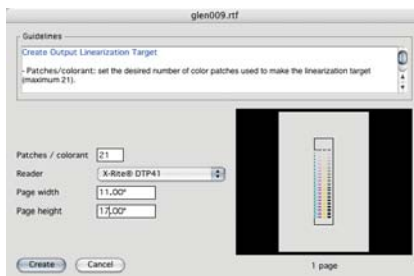 glen009.rtf
Guidelines
Create Output Linearization Target
- Patches/colorant: set the desired number of color patches used to make the linearization target
(maximum 21).
Patches / colorant 21
Reader X-Rite® DTP41
Page width 11.00"
Page height 17.00"
Create Cancel
1 page